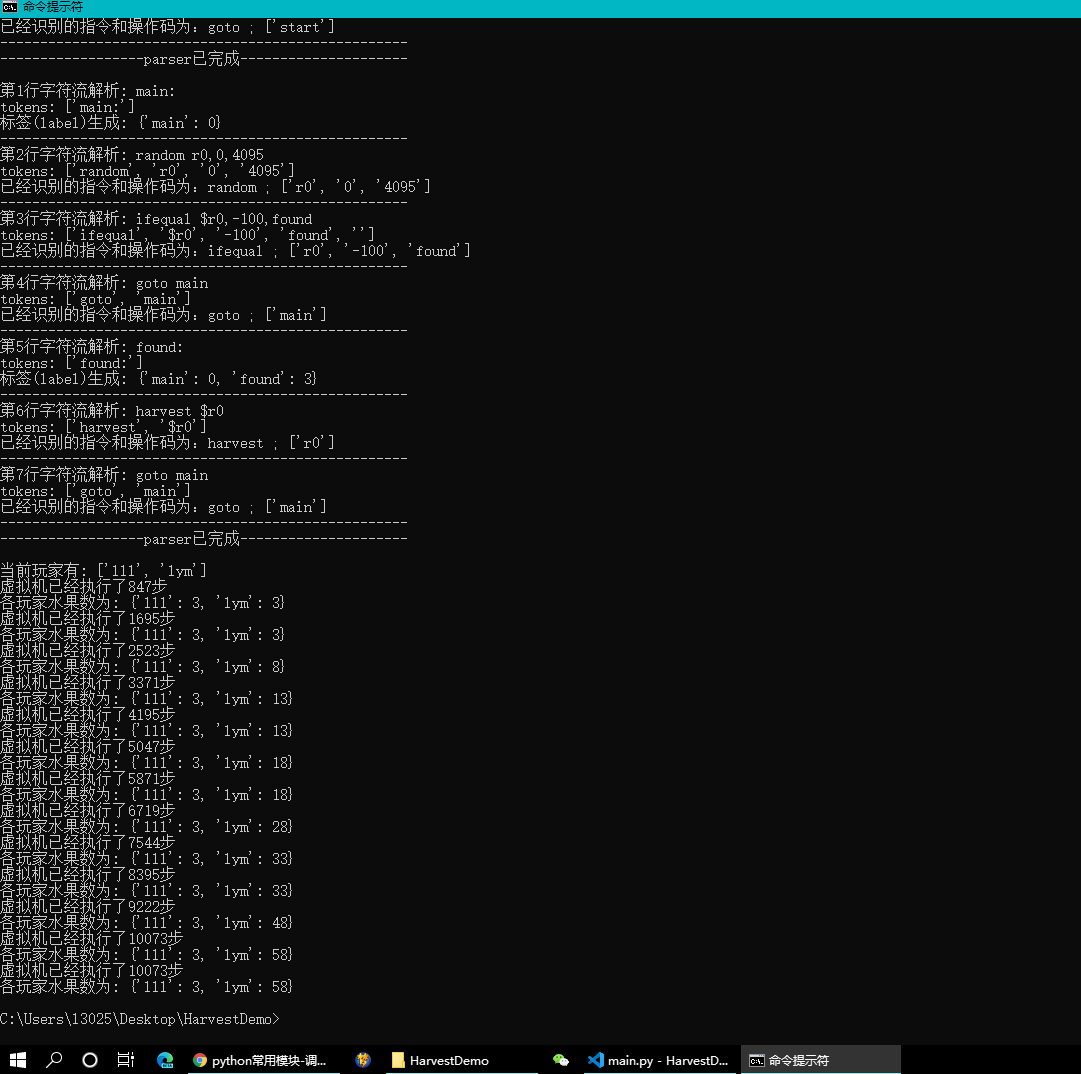 命令提示符
已经识别的指令和操作码为: goto ; ['start']
---------------------------------------------------
------------------parser已完成---------------------
第1行字符流解析: main:
tokens: ['main:']
标签(label)生成: {'main': 0}
---------------------------------------------------
第2行字符流解析: random r0,0,4095
tokens: ['random', 'r0', '0', '4095']
已经识别的指令和操作码为: random ; ['r0', '0', '4095']
---------------------------------------------------
第3行字符流解析: ifequal $r0,-100,found
tokens: ['ifequal', '$r0', '-100', 'found', '']
已经识别的指令和操作码为: ifequal ; ['r0', '-100', 'found']
---------------------------------------------------
第4行字符流解析: goto main
tokens: ['goto', 'main']
已经识别的指令和操作码为: goto ; ['main']
---------------------------------------------------
第5行字符流解析: found:
tokens: ['found:']
标签(label)生成: {'main': 0, 'found': 3}
---------------------------------------------------
第6行字符流解析: harvest $r0
tokens: ['harvest', '$r0']
已经识别的指令和操作码为: harvest ; ['r0']
---------------------------------------------------
第7行字符流解析: goto main
tokens: ['goto', 'main']
已经识别的指令和操作码为: goto ; ['main']
---------------------------------------------------
------------------parser已完成---------------------
当前玩家有: ['111', 'lym']
虚拟机已经执行了847步
各玩家水果数为: {'111': 3, 'lym': 3}
虚拟机已经执行了1695步
各玩家水果数为: {'111': 3, 'lym': 3}
虚拟机已经执行了2523步
各玩家水果数为: {'111': 3, 'lym': 8}
虚拟机已经执行了3371步
各玩家水果数为: {'111': 3, 'lym': 13}
虚拟机已经执行了4195步
各玩家水果数为: {'111': 3, 'lym': 13}
虚拟机已经执行了5047步
各玩家水果数为: {'111': 3, 'lym': 18}
虚拟机已经执行了5871步
各玩家水果数为: {'111': 3, 'lym': 18}
虚拟机已经执行了6719步
各玩家水果数为: {'111': 3, 'lym': 28}
虚拟机已经执行了7544步
各玩家水果数为: {'111': 3, 'lym': 33}
虚拟机已经执行了8395步
各玩家水果数为: {'111': 3, 'lym': 33}
虚拟机已经执行了9222步
各玩家水果数为: {'111': 3, 'lym': 48}
虚拟机已经执行了10073步
各玩家水果数为: {'111': 3, 'lym': 58}
虚拟机已经执行了10073步
各玩家水果数为: {'111': 3, 'lym': 58}
C:\Users\13025\Desktop\HarvestDemo>
python常用模块-调... HarvestDemo main.py - HarvestD... 命令提示符